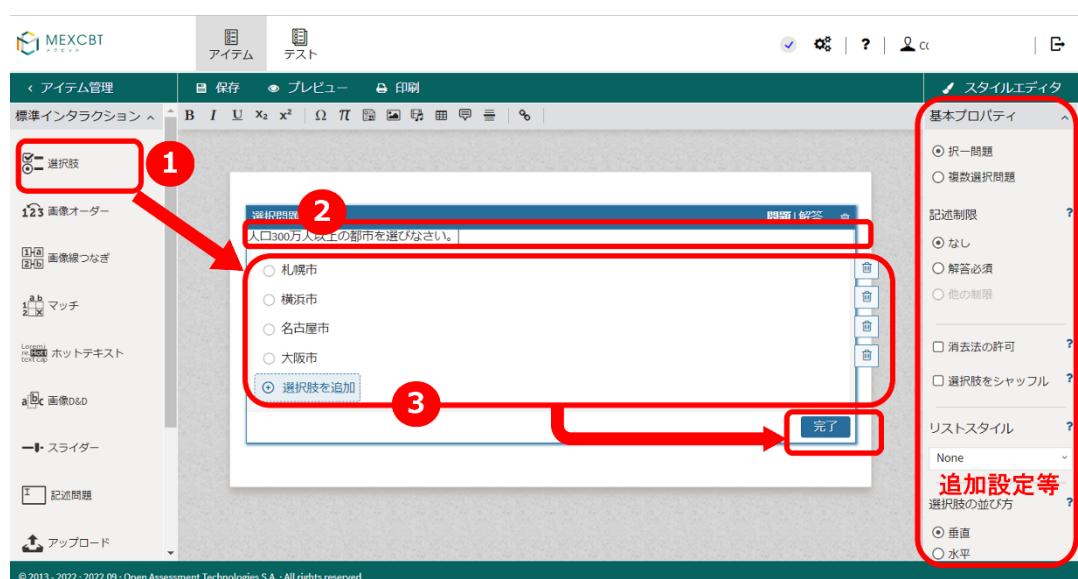 MEXCBT
アイテム
テスト
?
‹ アイテム管理
保存
プレビュー
印刷
スタイルエディタ
標準インタラクション
B I U X₂ x² Ω π
基本プロパティ
選択肢
1
択一問題
複数選択問題
123 画像オーダー
2
選択問題
問題 | 解答
記述制限 ?
人口300万人以上の都市を選びなさい。
なし
画像線つなぎ
札幌市
解答必須
横浜市
他の制限
マッチ
名古屋市
ホットテキスト
大阪市
消去法の許可 ?
選択肢を追加
選択肢をシャッフル ?
画像D&D
3
完了
リストスタイル ?
スライダー
None
追加設定等
記述問題
選択肢の並び方 ?
アップロード
垂直
水平
© 2013 - 2022 · 2022.09 · Open Assessment Technologies S.A. · All rights reserved.